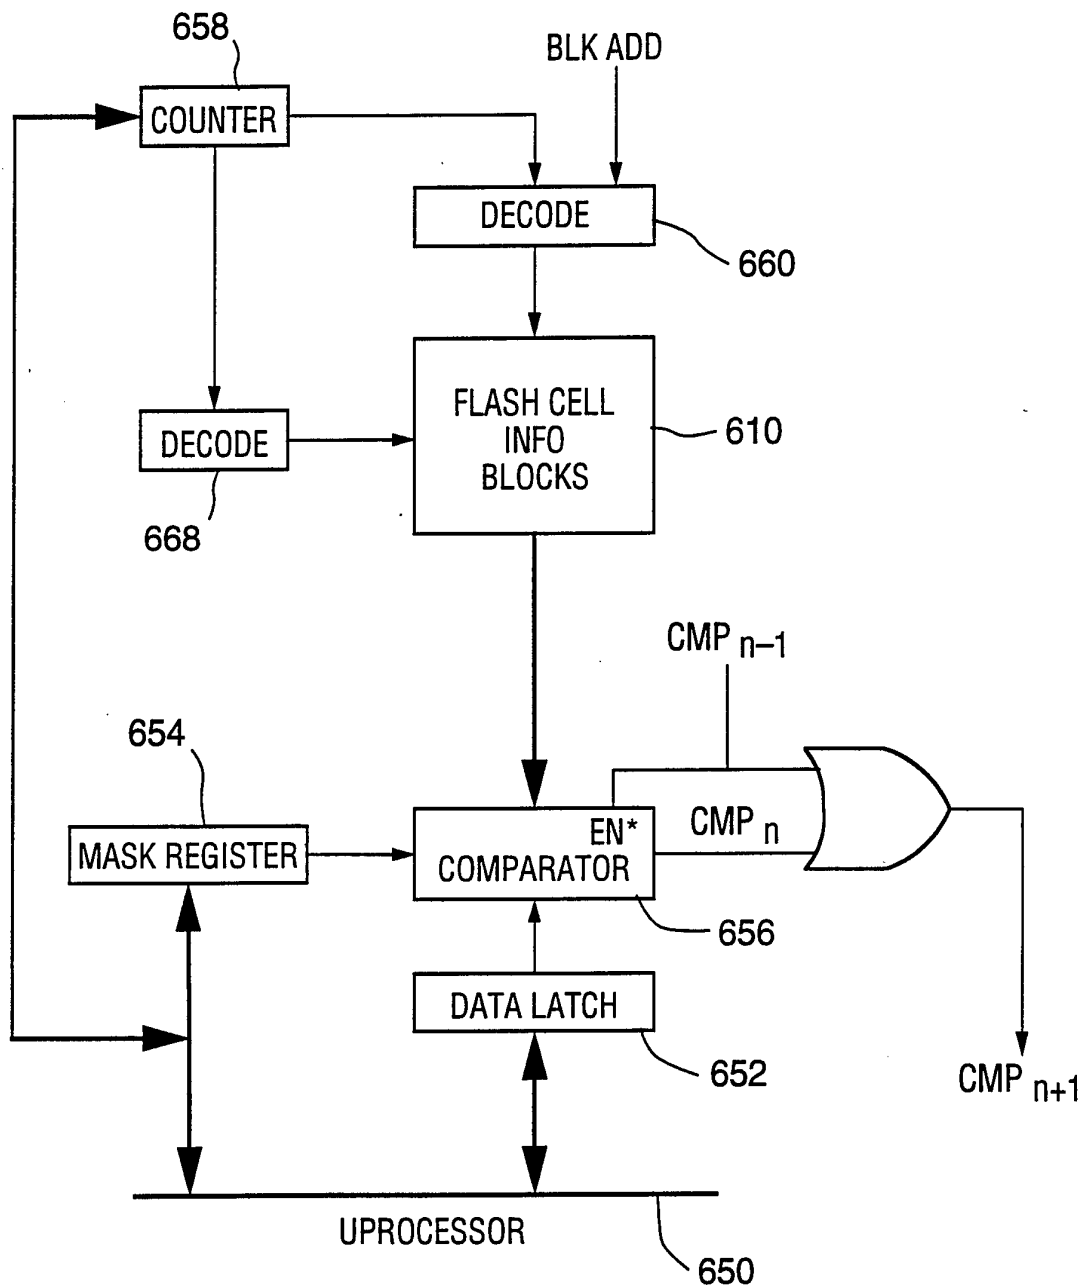 658
BLK ADD
COUNTER
DECODE
660
FLASH CELL
INFO
BLOCKS
610
DECODE
668
CMP n–1
654
EN*
CMP n
MASK REGISTER
COMPARATOR
656
DATA LATCH
652
CMP n+1
UPROCESSOR
650